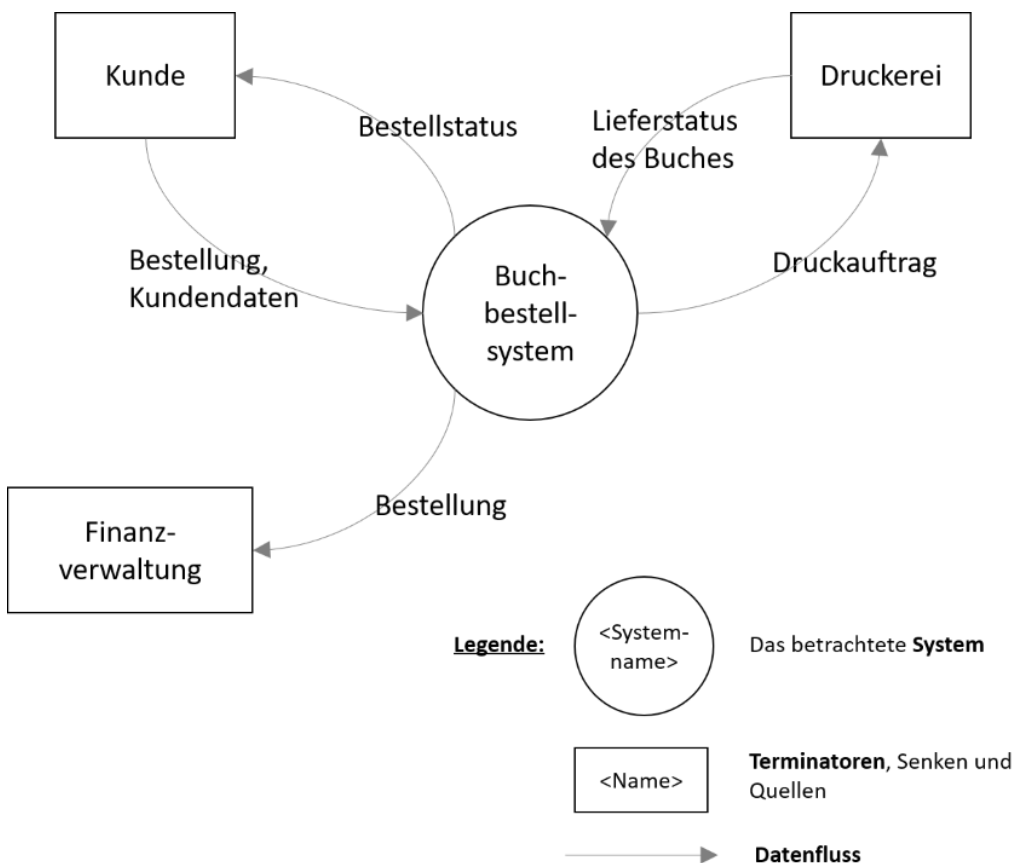 Kunde
Druckerei
Bestellstatus
Lieferstatus
des Buches
Bestellung,
Kundendaten
Buch-
bestell-
system
Druckauftrag
Bestellung
Finanz-
verwaltung
Legende:
<System-
name>
Das betrachtete System
<Name>
Terminatoren, Senken und
Quellen
Datenfluss